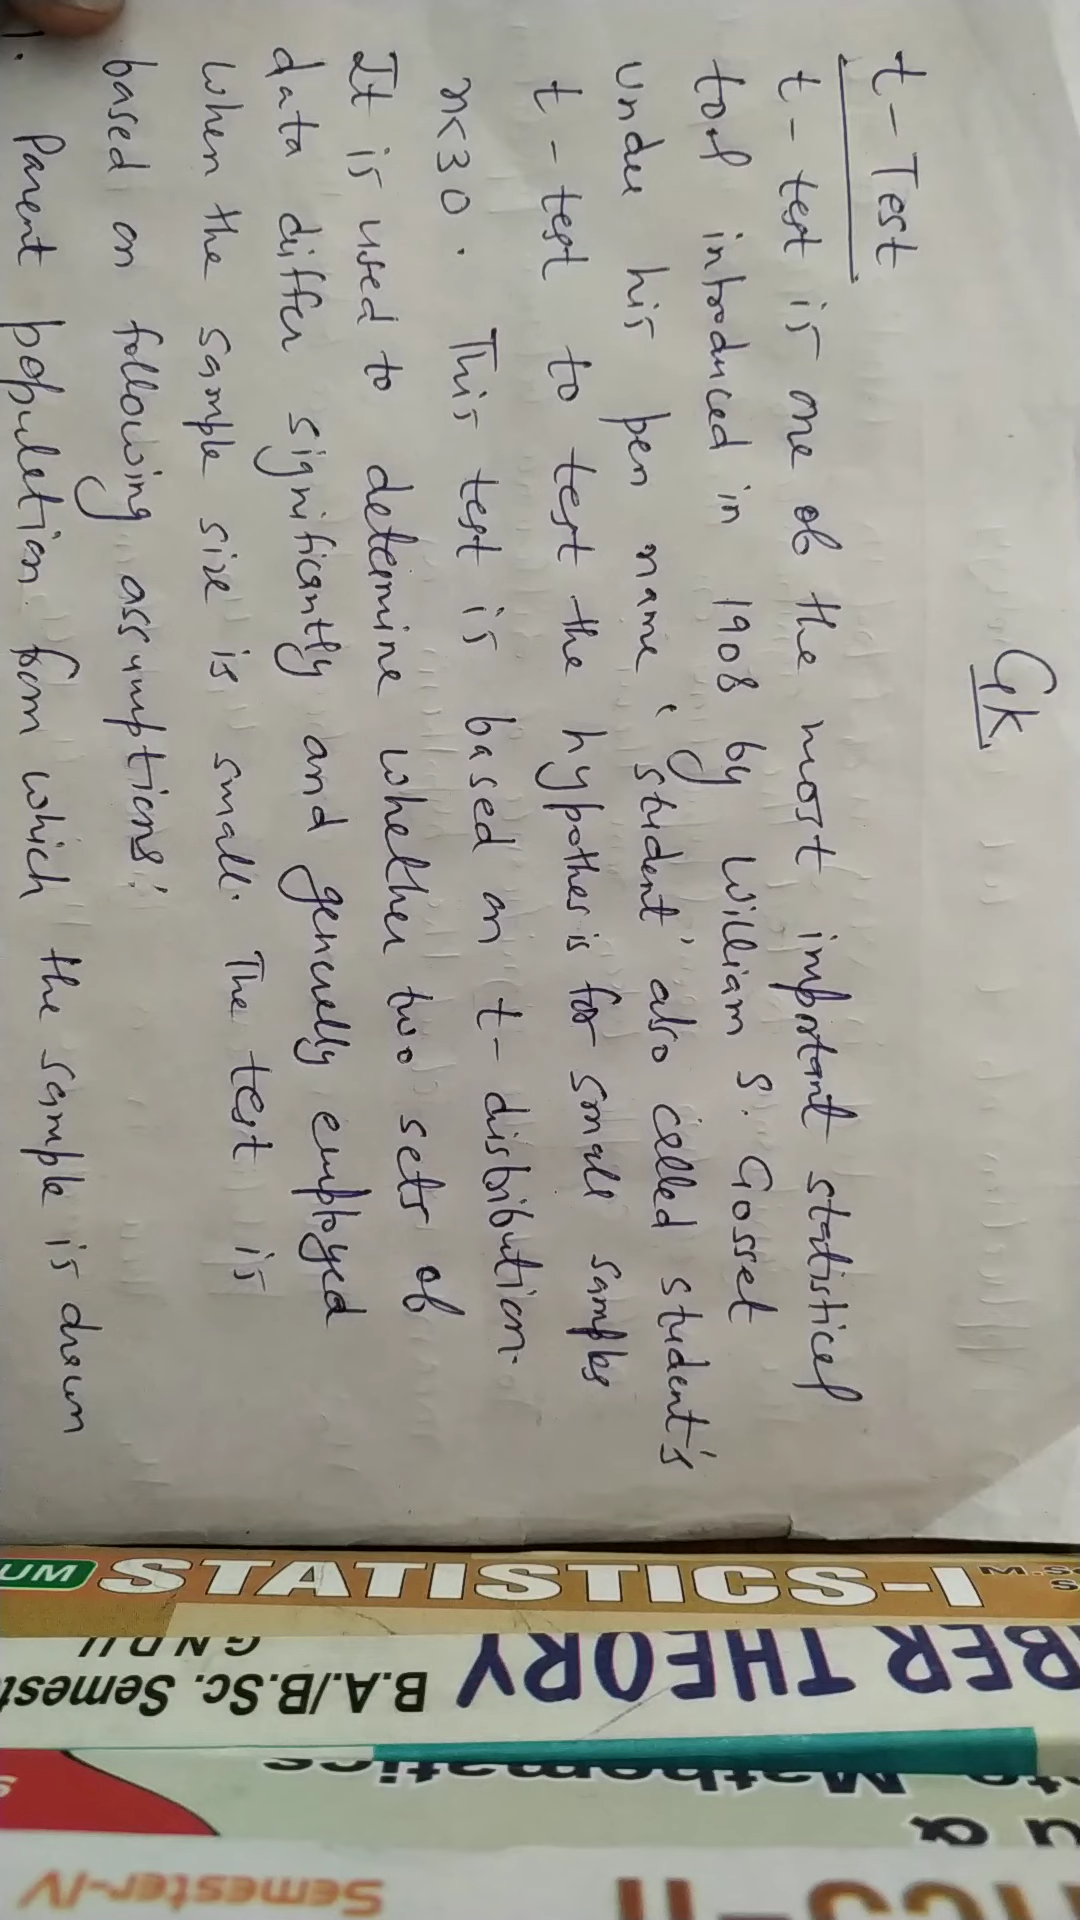 GK
t-Test
t-test is one of the most important statistical
tool introduced in 1908 by William S. Gosset
under his pen name 'student' also called student's
t-test to test the hypothesis for small samples
n<30. This test is based on t-distribution.
It is used to determine whether two sets of
data differ significantly and generally employed
when the sample size is small. The test is
based on following assumptions:
1. Parent population from which the sample is drawn
UM STATISTICS-I
BER THEORY
B.A./B.Sc. Semest
GNDU
Semester-IV